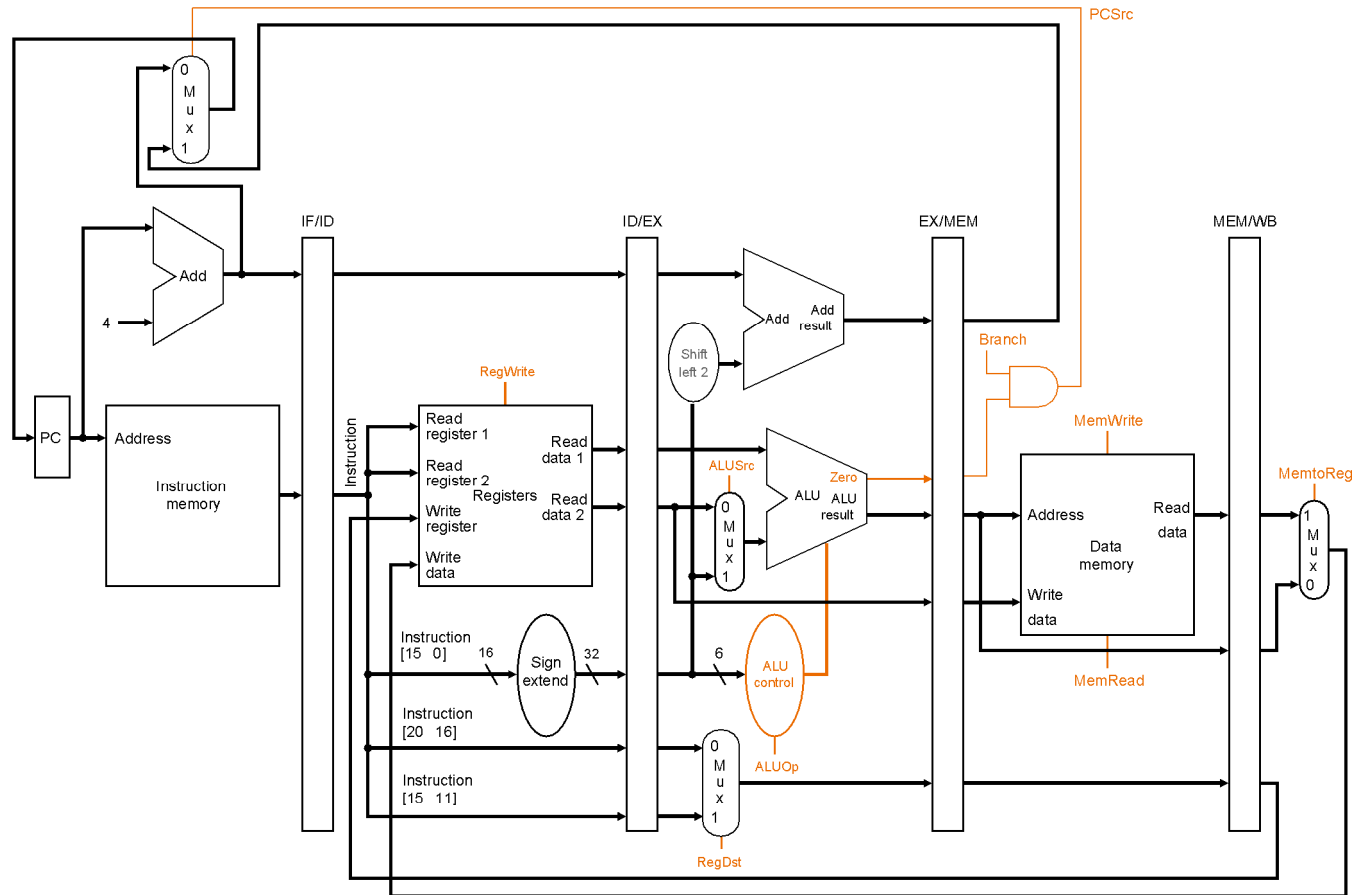 PCSrc
0
M
u
x
1
IF/ID
ID/EX
EX/MEM
MEM/WB
Add
4
Add
Add
result
Shift
left 2
Branch
RegWrite
PC
Address
Instruction
memory
Instruction
Read
register 1
Read
register 2
Write
register
Write
data
Registers
Read
data 1
Read
data 2
ALUSrc
0
M
u
x
1
Zero
ALU
ALU
result
MemWrite
Address
Read
data
Data
memory
Write
data
MemRead
MemtoReg
1
M
u
x
0
Instruction
[15 0]
16
Sign
extend
32
6
ALU
control
ALUOp
Instruction
[20 16]
Instruction
[15 11]
0
M
u
x
1
RegDst